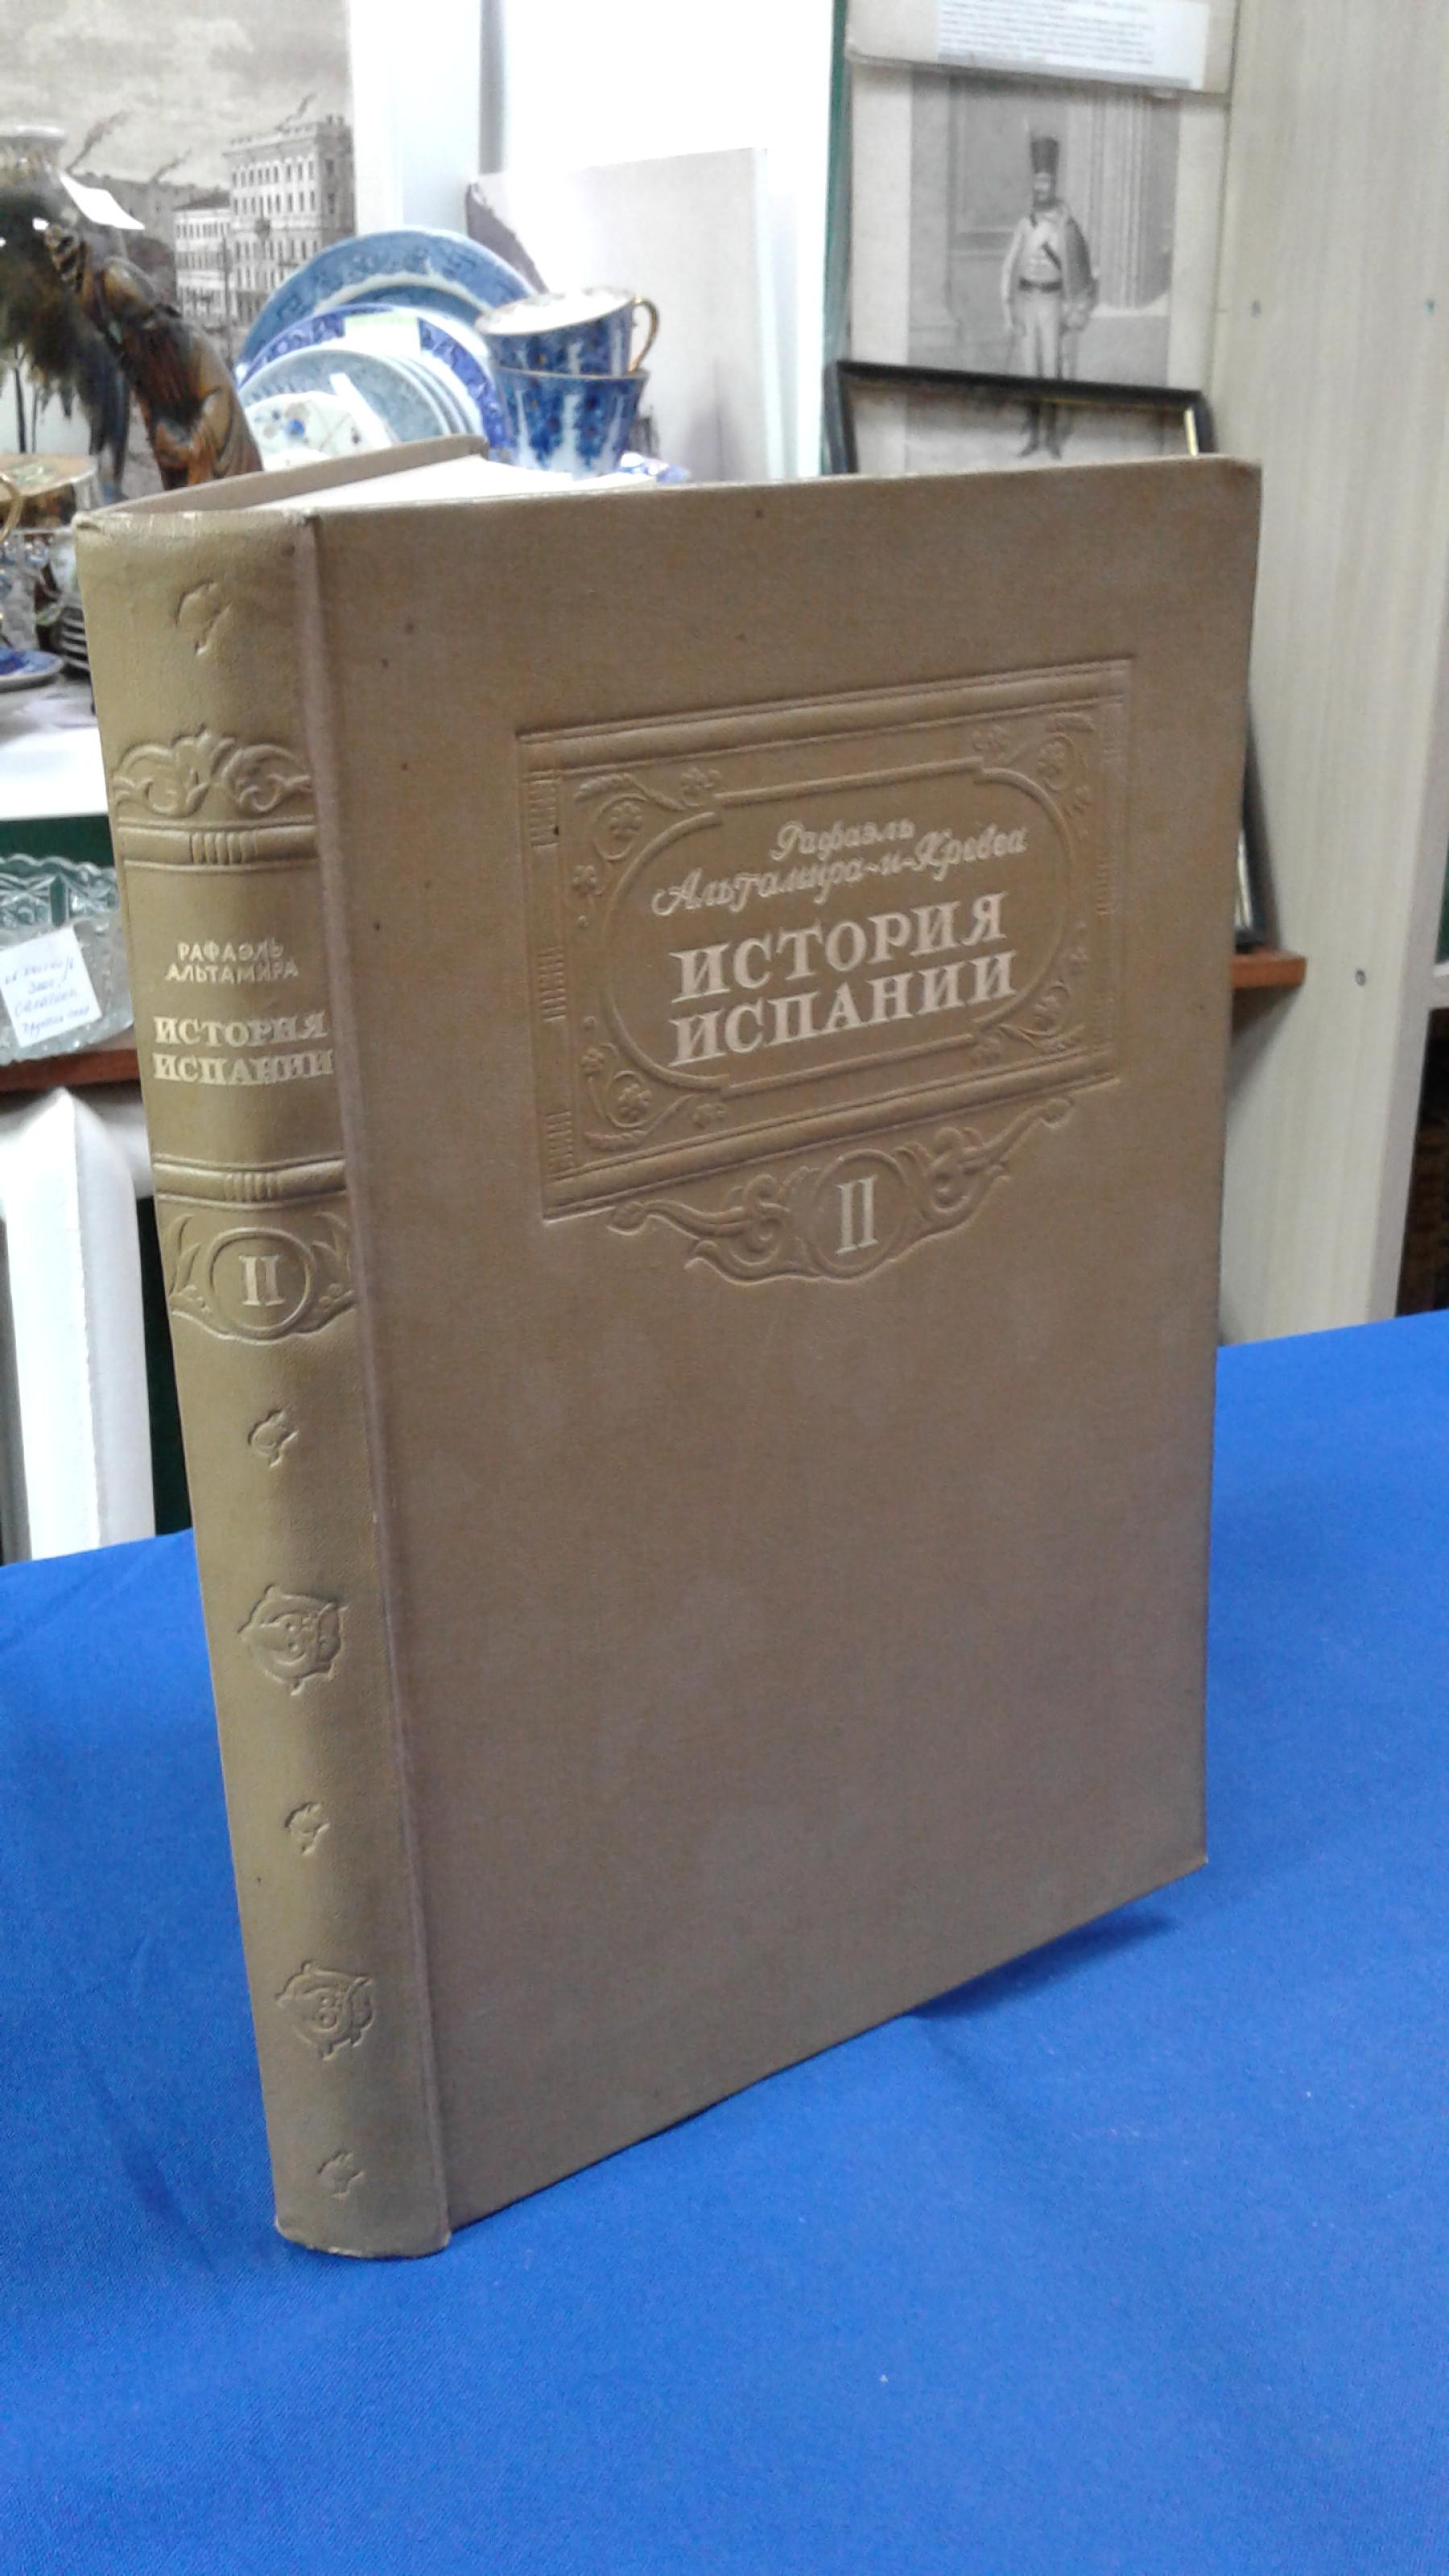 Рафаэль
Альтамира-и-Кревеа
ИСТОРИЯ
ИСПАНИИ
II
РАФАЭЛЬ
АЛЬТАМИРА
ИСТОРИЯ
ИСПАНИИ
II